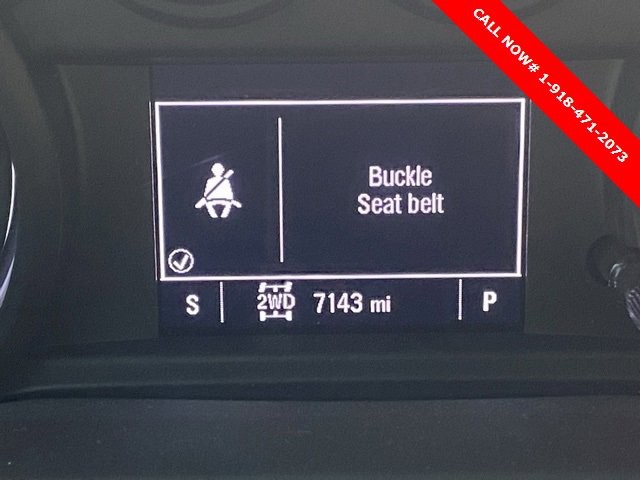 CALL NOW# 1-918-471-2073
Buckle
Seat belt
S
2WD
7143 mi
P